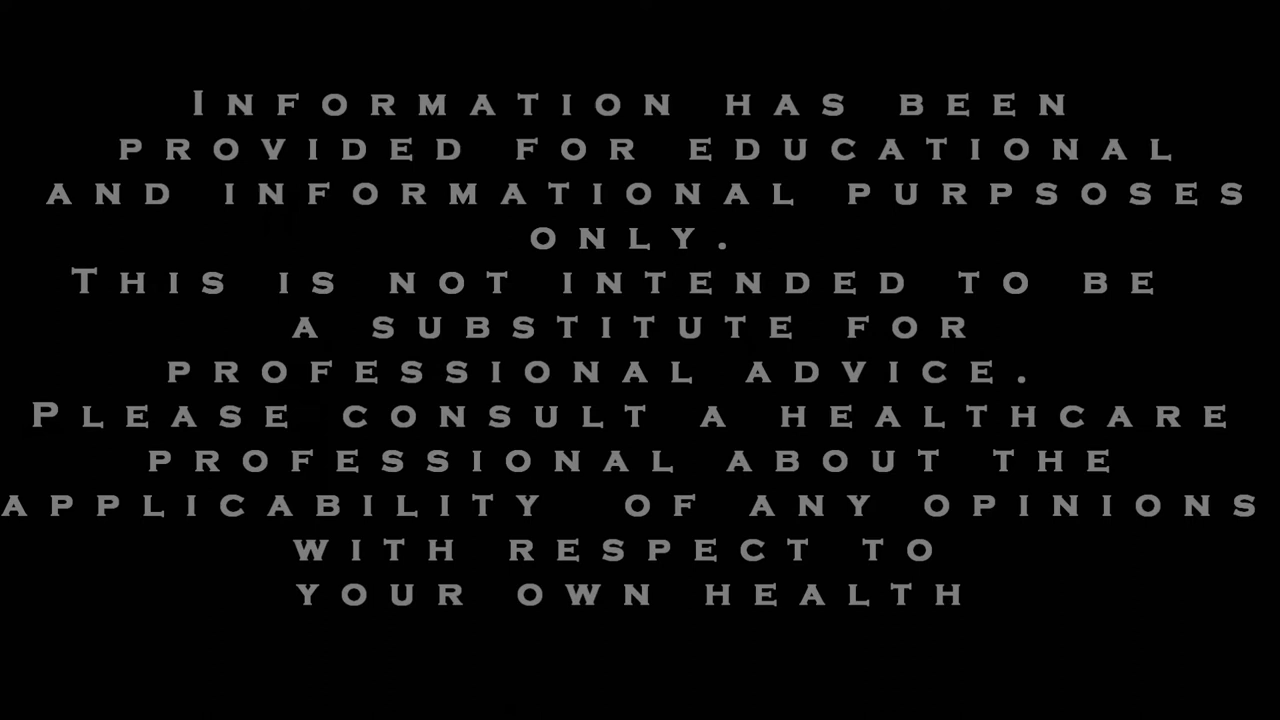 Information has been
provided for educational
and informational purpsoses
only.
This is not intended to be
a substitute for
professional advice.
Please consult a healthcare
professional about the
applicability of any opinions
with respect to
your own health